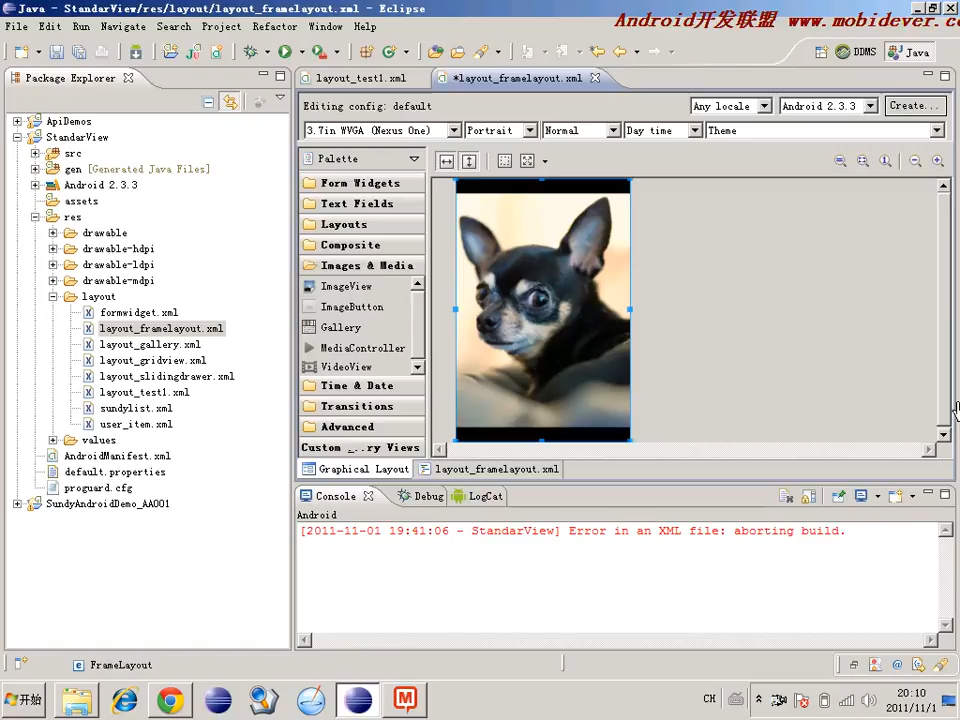 Java - StandarView/res/layout/layout_framelayout.xml - Eclipse
File Edit Run Navigate Search Project Refactor Window Help
Android开发联盟 www.mobidever.c
DDMS Java
Package Explorer
layout_test1.xml *layout_framelayout.xml
Editing config: default Any locale Android 2.3.3 Create...
3.7in WVGA (Nexus One) Portrait Normal Day time Theme
ApiDemos
StandarView
src
gen [Generated Java Files]
Android 2.3.3
assets
res
drawable
drawable-hdpi
drawable-ldpi
drawable-mdpi
layout
formwidget.xml
layout_framelayout.xml
layout_gallery.xml
layout_gridview.xml
layout_slidingdrawer.xml
layout_test1.xml
sundylist.xml
user_item.xml
values
AndroidManifest.xml
default.properties
proguard.cfg
SundyAndroidDemo_AA001
Palette
Form Widgets
Text Fields
Layouts
Composite
Images & Media
ImageView
ImageButton
Gallery
MediaController
VideoView
Time & Date
Transitions
Advanced
Custom _..ry Views
Graphical Layout layout_framelayout.xml
Console Debug LogCat
Android
[2011-11-01 19:41:06 - StandarView] Error in an XML file: aborting build.
FrameLayout
开始
CH
20:10
2011/11/1